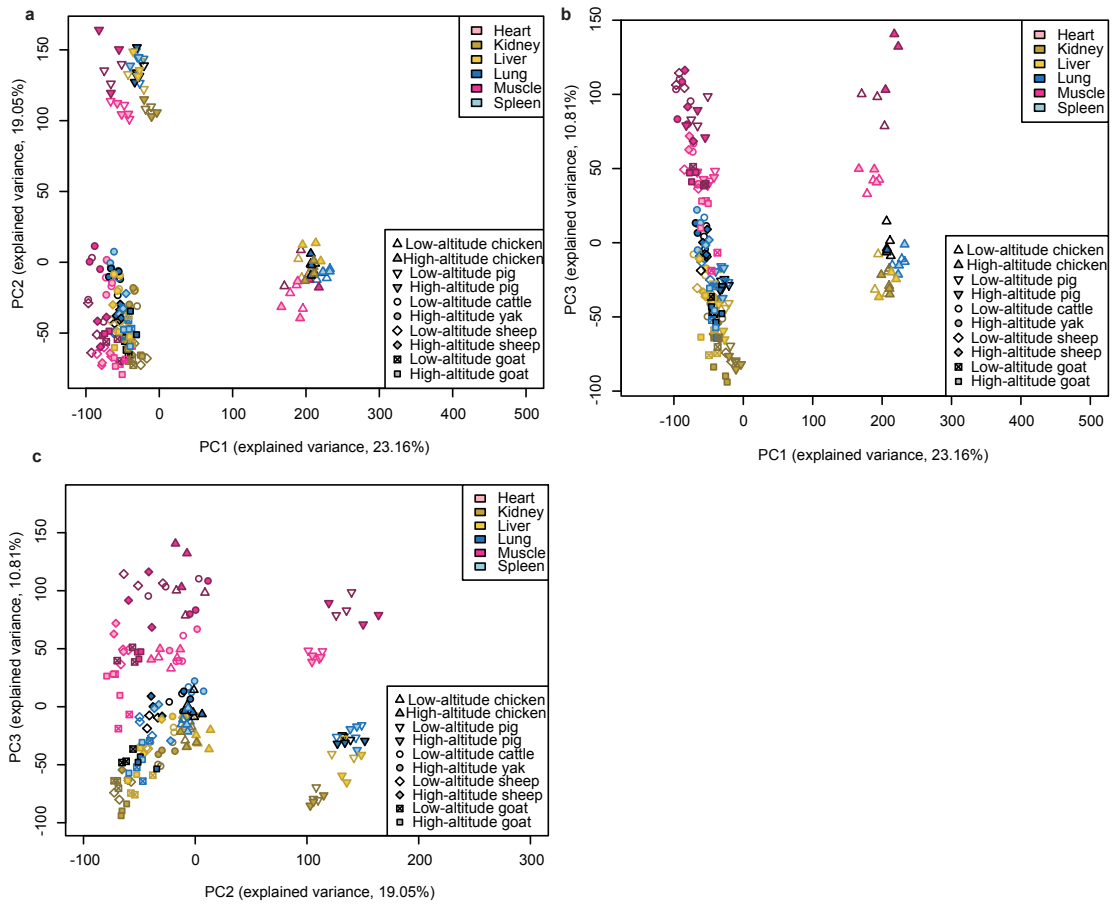 a
Heart
Kidney
Liver
Lung
Muscle
Spleen
Low-altitude chicken
High-altitude chicken
Low-altitude pig
High-altitude pig
Low-altitude cattle
High-altitude yak
Low-altitude sheep
High-altitude sheep
Low-altitude goat
High-altitude goat
PC2 (explained variance, 19.05%)
150
100
50
0
-50
-100
0
100
200
300
400
500
PC1 (explained variance, 23.16%)
b
Heart
Kidney
Liver
Lung
Muscle
Spleen
Low-altitude chicken
High-altitude chicken
Low-altitude pig
High-altitude pig
Low-altitude cattle
High-altitude yak
Low-altitude sheep
High-altitude sheep
Low-altitude goat
High-altitude goat
PC3 (explained variance, 10.81%)
150
100
50
0
-50
-100
-100
0
100
200
300
400
500
PC1 (explained variance, 23.16%)
c
Heart
Kidney
Liver
Lung
Muscle
Spleen
Low-altitude chicken
High-altitude chicken
Low-altitude pig
High-altitude pig
Low-altitude cattle
High-altitude yak
Low-altitude sheep
High-altitude sheep
Low-altitude goat
High-altitude goat
PC3 (explained variance, 10.81%)
150
100
50
0
-50
-100
0
100
200
300
PC2 (explained variance, 19.05%)